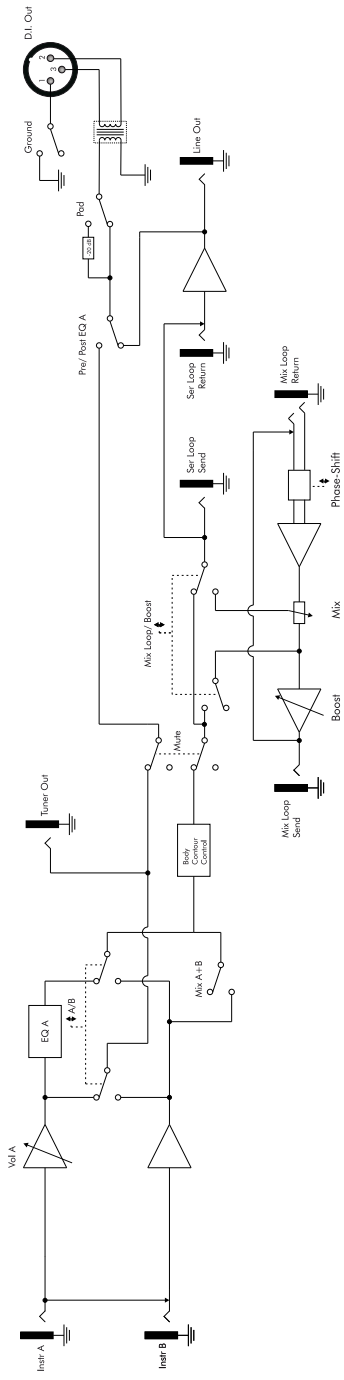 Instr A
Instr B
Vol A
EQ A
A/B
Mix A+B
Tuner Out
Body
Contour
Control
Mute
Mix Loop/ Boost
Mix Loop
Send
Boost
Mix
Phase-Shift
Mix Loop
Return
Ser Loop
Send
Ser Loop
Return
Line Out
Pre/ Post EQ A
Pad
-20 dB
Ground
D.I. Out
1
3
2